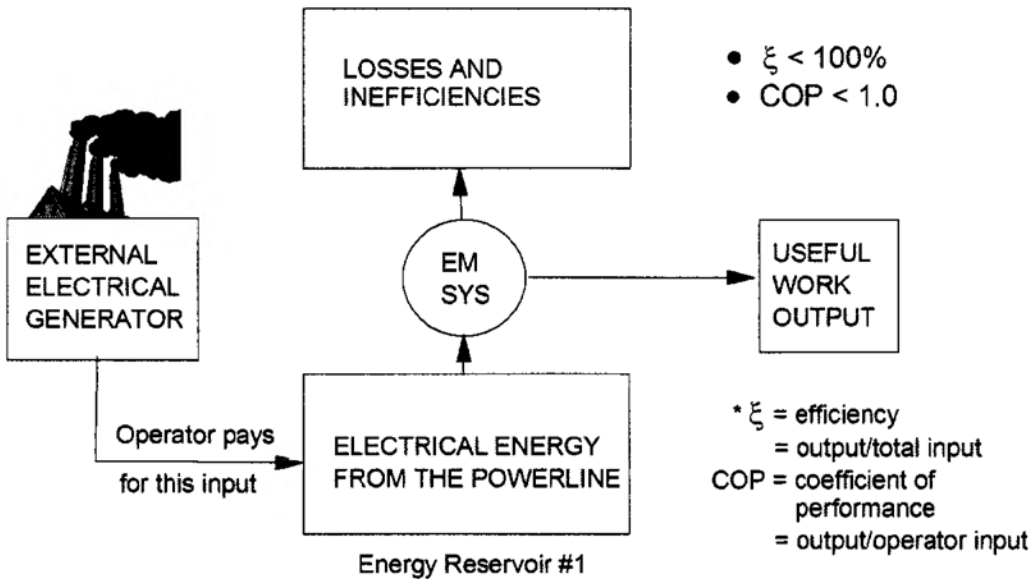 LOSSES AND
INEFFICIENCIES
• ξ < 100%
• COP < 1.0
EXTERNAL
ELECTRICAL
GENERATOR
EM
SYS
USEFUL
WORK
OUTPUT
Operator pays
for this input
ELECTRICAL ENERGY
FROM THE POWERLINE
Energy Reservoir #1
* ξ = efficiency
= output/total input
COP = coefficient of
performance
= output/operator input